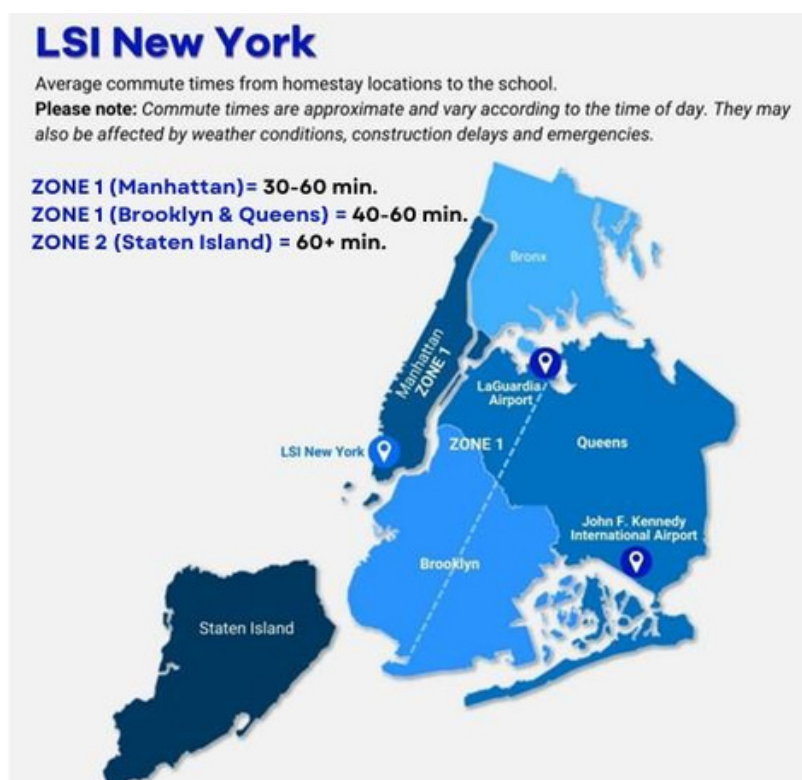 LSI New York
Average commute times from homestay locations to the school.
Please note: Commute times are approximate and vary according to the time of day. They may
also be affected by weather conditions, construction delays and emergencies.
ZONE 1 (Manhattan)= 30-60 min.
ZONE 1 (Brooklyn & Queens) = 40-60 min.
ZONE 2 (Staten Island) = 60+ min.
Bronx
Manhattan
ZONE 1
LaGuardia
Airport
LSI New York
ZONE 1
Queens
John F. Kennedy
International Airport
Brooklyn
Staten Island